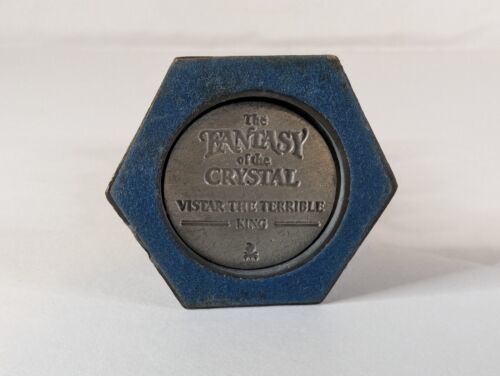 The
FANTASY
of the
CRYSTAL
VISTAR THE TERRIBLE
KING